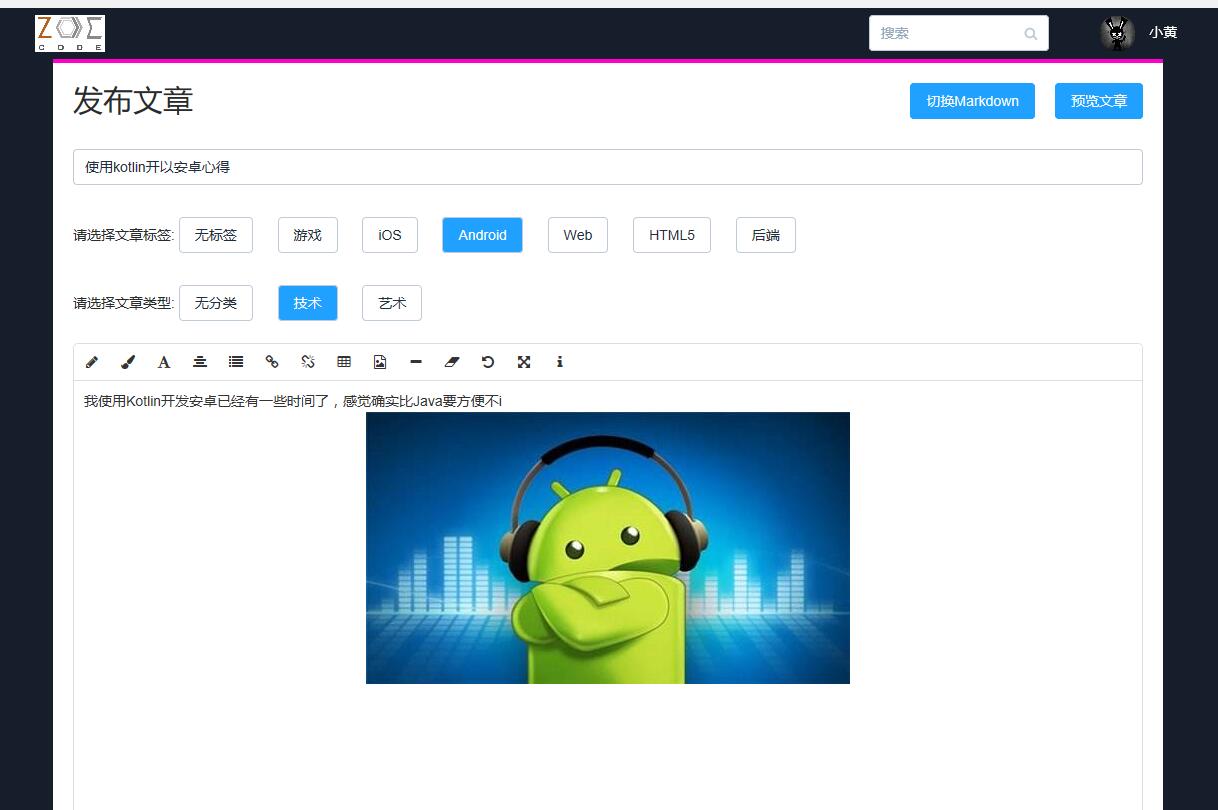 ZOE
CODE
搜索
小黄
发布文章
切换Markdown
预览文章
使用kotlin开以安卓心得
请选择文章标签: 无标签 游戏 iOS Android Web HTML5 后端
请选择文章类型: 无分类 技术 艺术
我使用Kotlin开发安卓已经有一些时间了，感觉确实比Java要方便不i